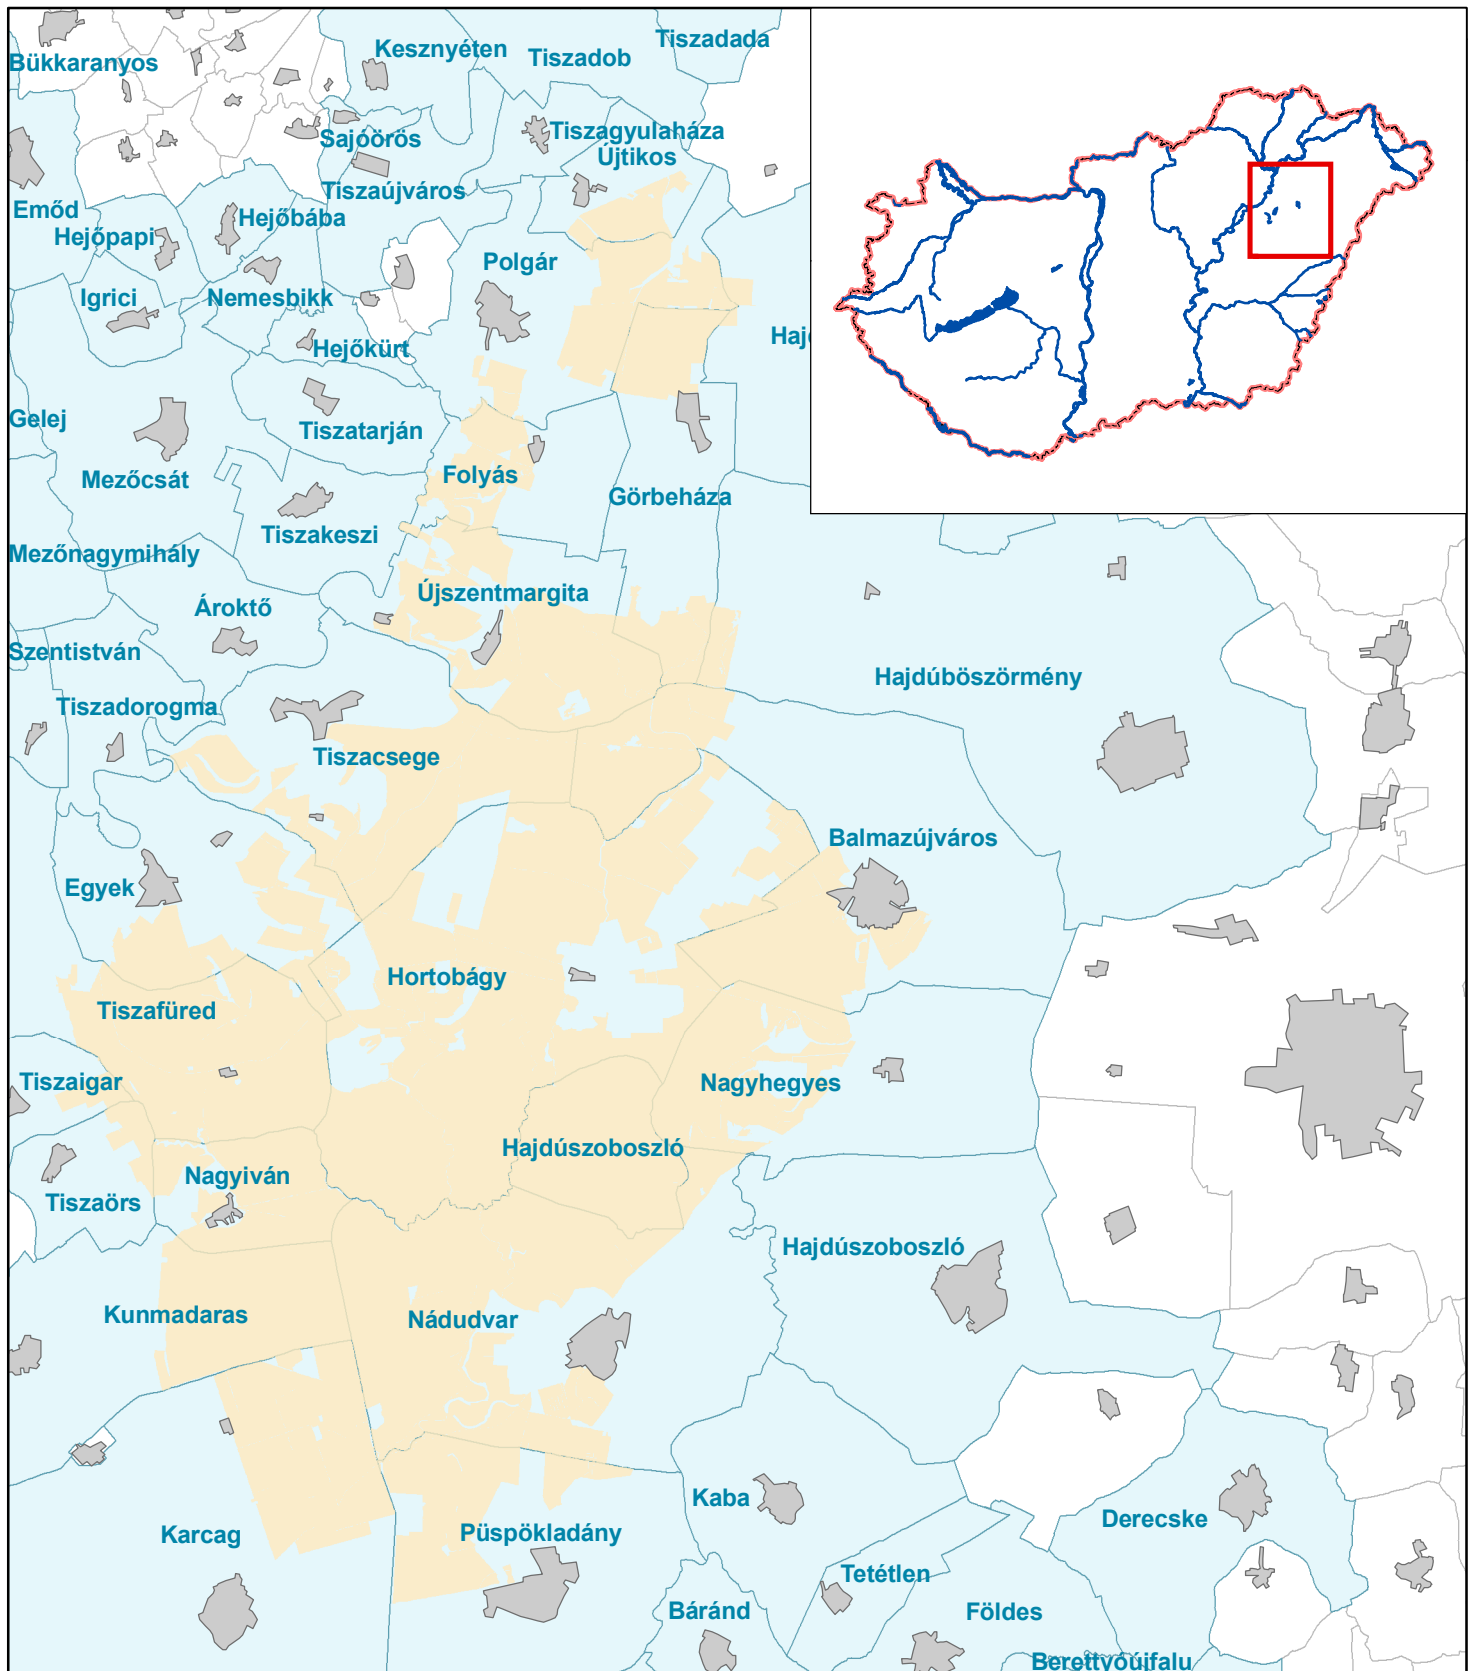 Tiszadada
Kesznyéten
Tiszadob
Bükkaranyos
Tiszagyulaháza
Sajóörös
Újtikos
Tiszaújváros
Emőd
Hejőbába
Hejőpapi
Polgár
Igrici
Nemesbikk
Haj
Hejőkürt
Gelej
Tiszatarján
Folyás
Mezőcsát
Görbeháza
Tiszakeszi
Mezőnagymihály
Újszentmargita
Ároktő
Szentistván
Hajdúböszörmény
Tiszadorogma
Tiszacsege
Balmazújváros
Egyek
Hortobágy
Tiszafüred
Tiszaigar
Nagyhegyes
Hajdúszoboszló
Nagyiván
Tiszaörs
Hajdúszoboszló
Kunmadaras
Nádudvar
Kaba
Derecske
Karcag
Püspökladány
Tetétlen
Báránd
Földes
Berettyóújfalu